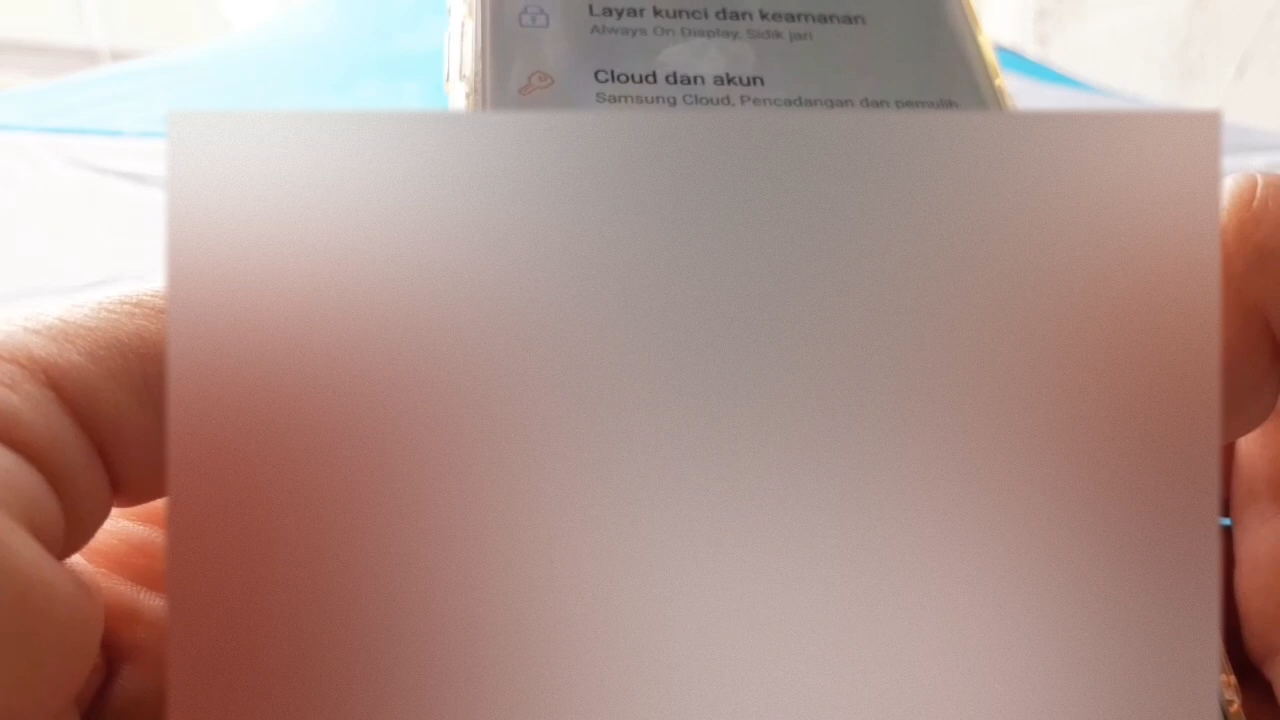 Layar kunci dan keamanan
Always On Display, Sidik jari
Cloud dan akun
Samsung Cloud, Pencadangan dan pemulih